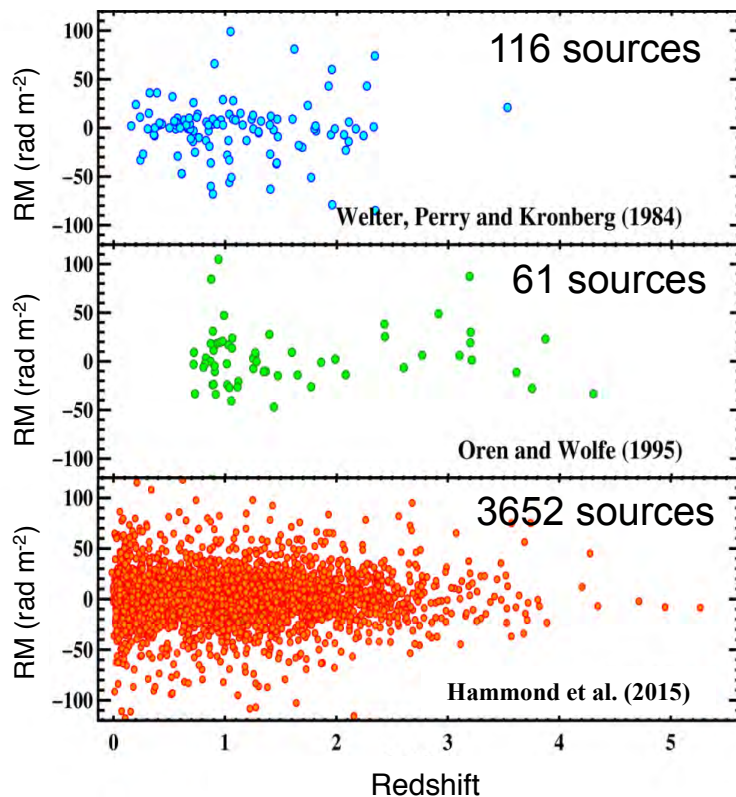 116 sources
RM (rad m⁻²)
100
50
0
−50
−100
Welter, Perry and Kronberg (1984)
61 sources
RM (rad m⁻²)
100
50
0
−50
−100
Oren and Wolfe (1995)
3652 sources
RM (rad m⁻²)
100
50
0
−50
−100
Hammond et al. (2015)
0 1 2 3 4 5
Redshift